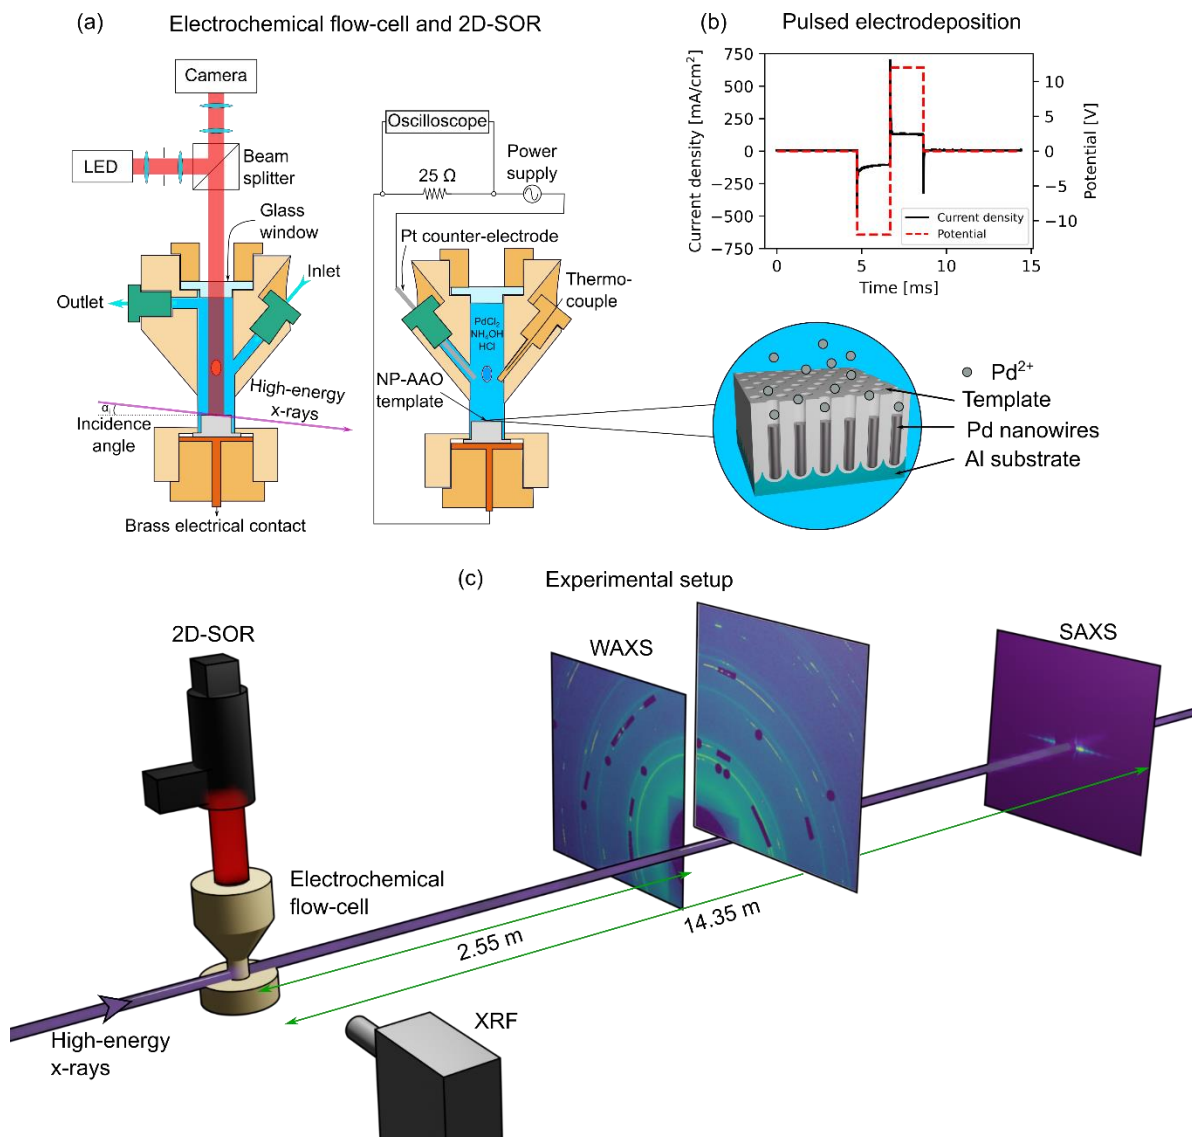 (a) Electrochemical flow-cell and 2D-SOR
Camera
LED
Beam
splitter
Glass
window
Inlet
Outlet
High-energy
x-rays
α
Incidence
angle
Brass electrical contact
Oscilloscope
25 Ω
Power
supply
Pt counter-electrode
Thermo-
couple
PdCl₂
NH₄OH
HCl
NP-AAO
template
(b) Pulsed electrodeposition
Current density [mA/cm²]
750
500
250
0
−250
−500
−750
Potential [V]
10
5
0
−5
−10
Current density
Potential
0 5 10 15
Time [ms]
Pd²⁺
Template
Pd nanowires
Al substrate
(c) Experimental setup
2D-SOR
WAXS
SAXS
Electrochemical
flow-cell
2.55 m
14.35 m
High-energy
x-rays
XRF